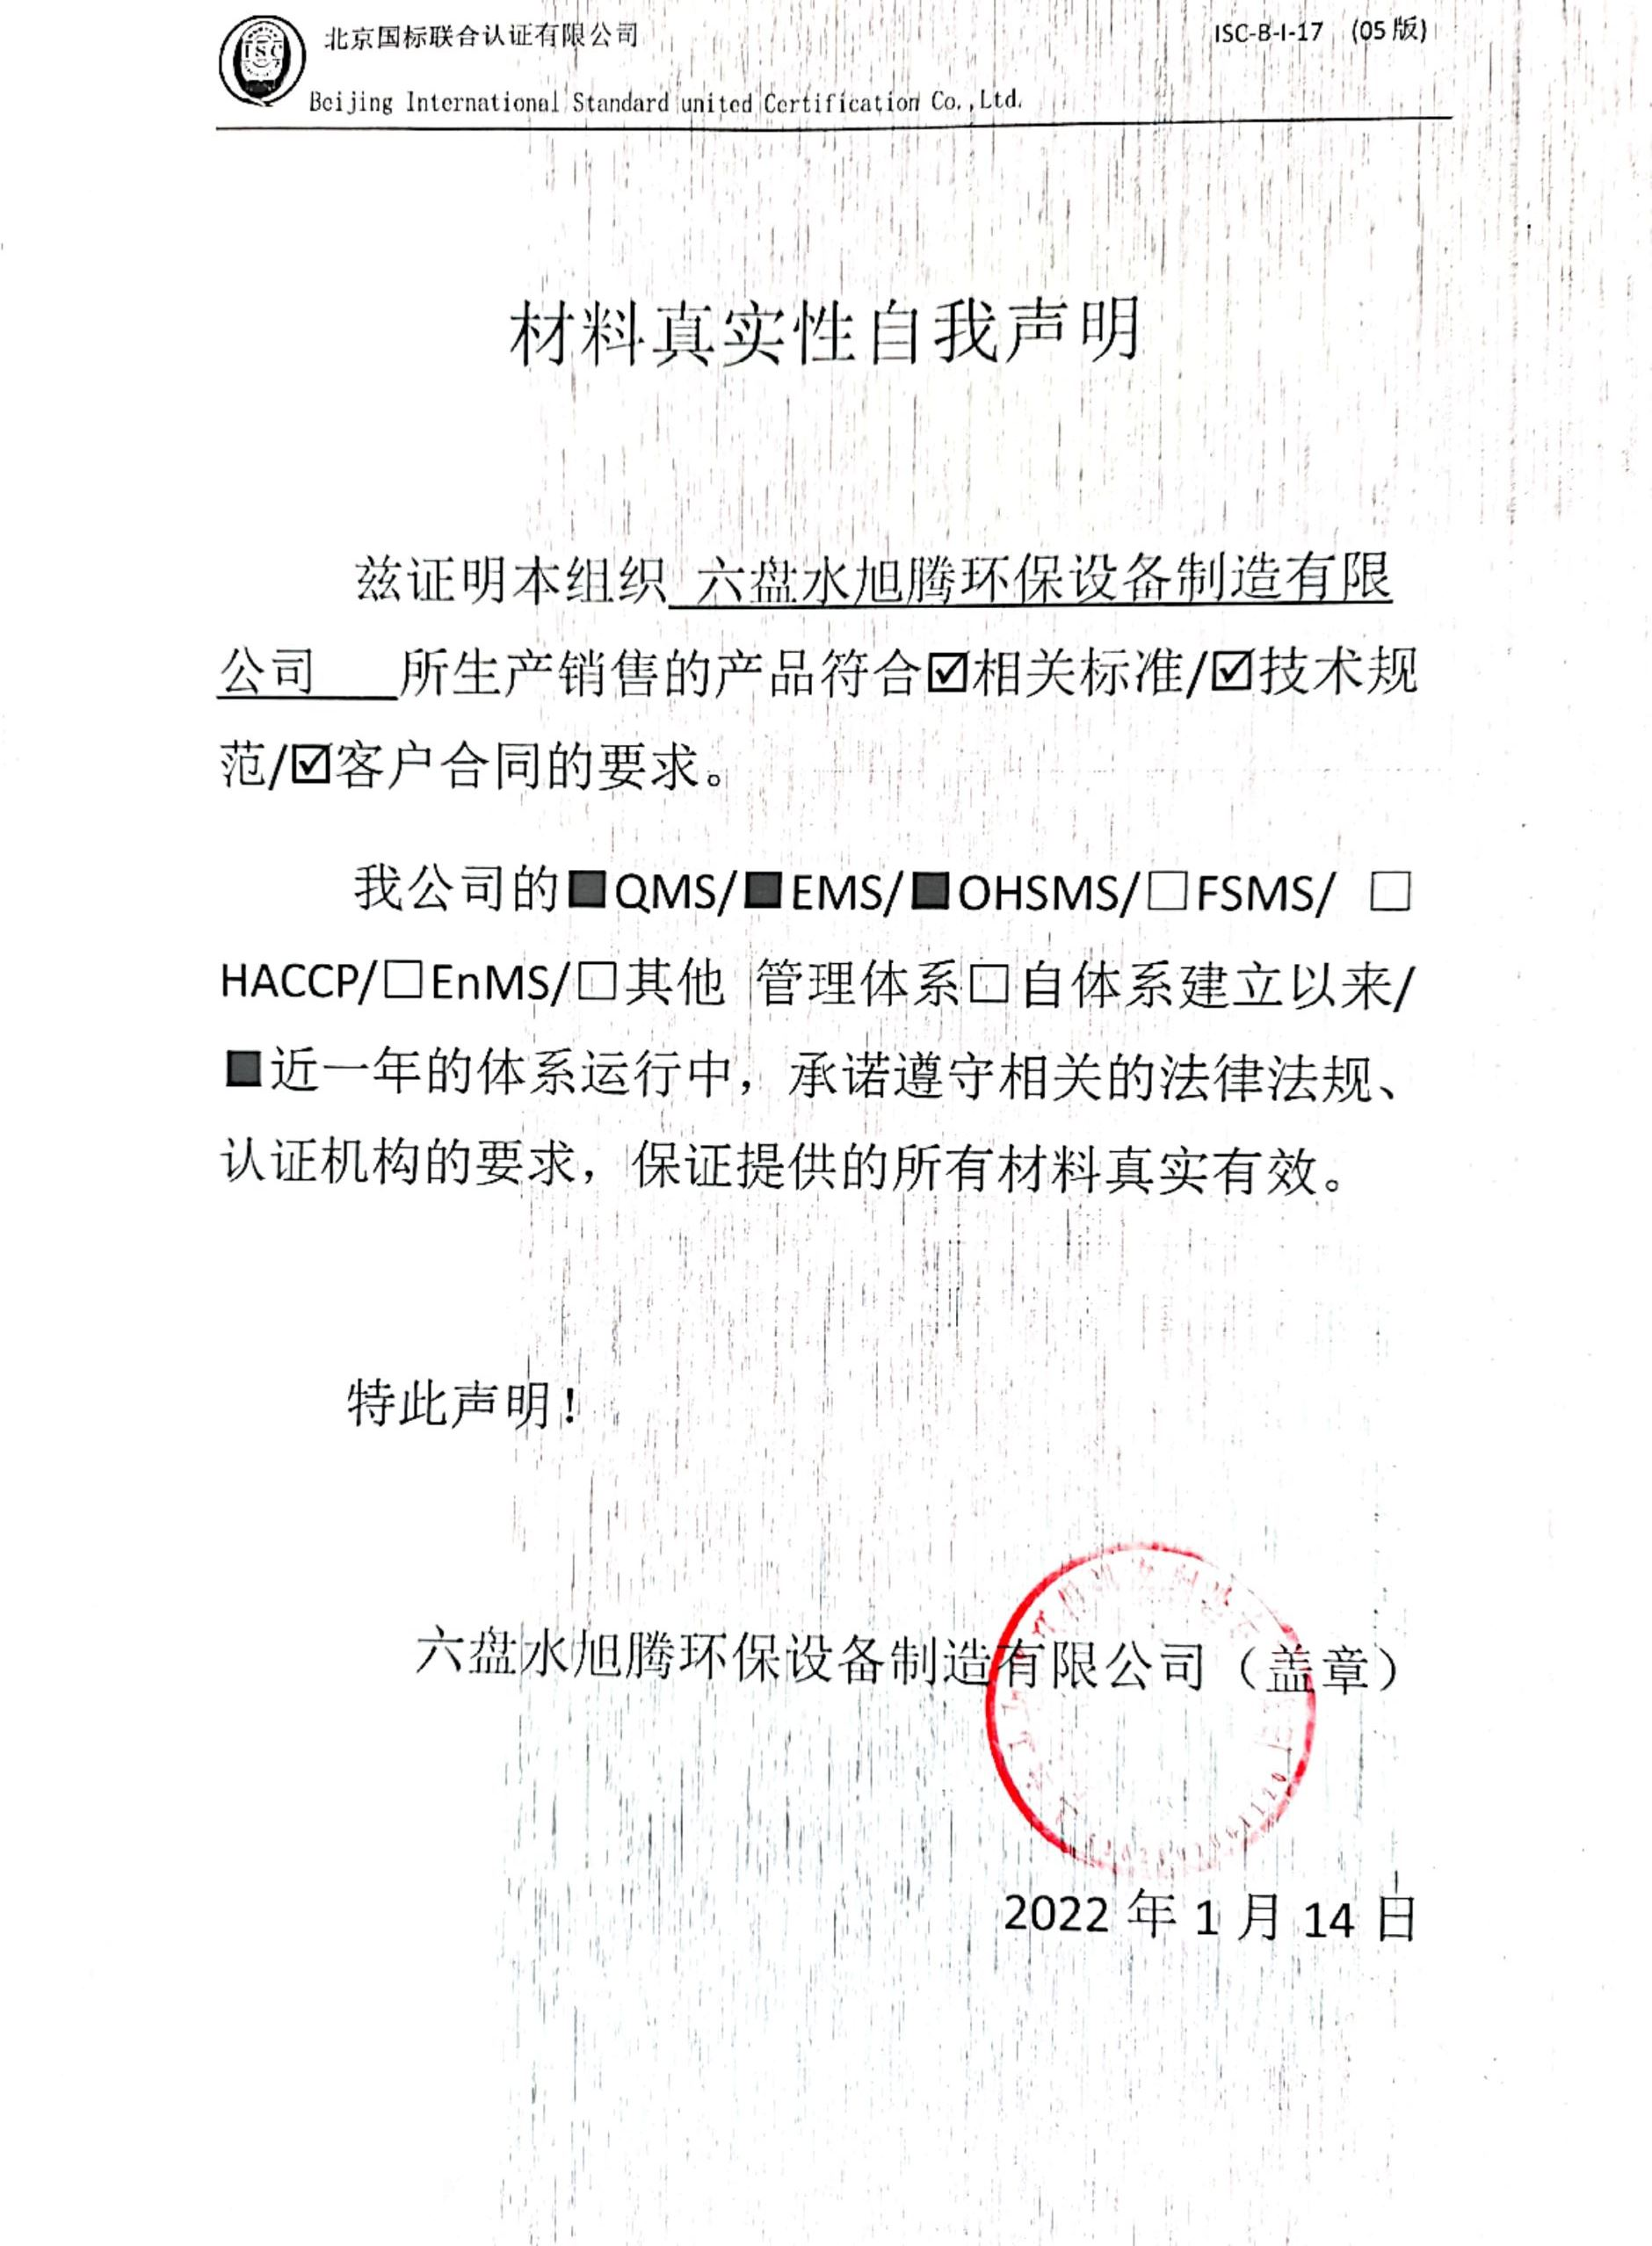 北京国标联合认证有限公司 ISC-B-I-17 (05版)
Beijing International Standard united Certification Co.,Ltd.
材料真实性自我声明
兹证明本组织 六盘水旭腾环保设备制造有限
公司 所生产销售的产品符合☑相关标准/☑技术规
范/☑客户合同的要求。
我公司的■QMS/■EMS/■OHSMS/□FSMS/ □
HACCP/□EnMS/□其他 管理体系□自体系建立以来/
■近一年的体系运行中，承诺遵守相关的法律法规、
认证机构的要求，保证提供的所有材料真实有效。
特此声明！
六盘水旭腾环保设备制造有限公司（盖章）
2022 年 1 月 14 日